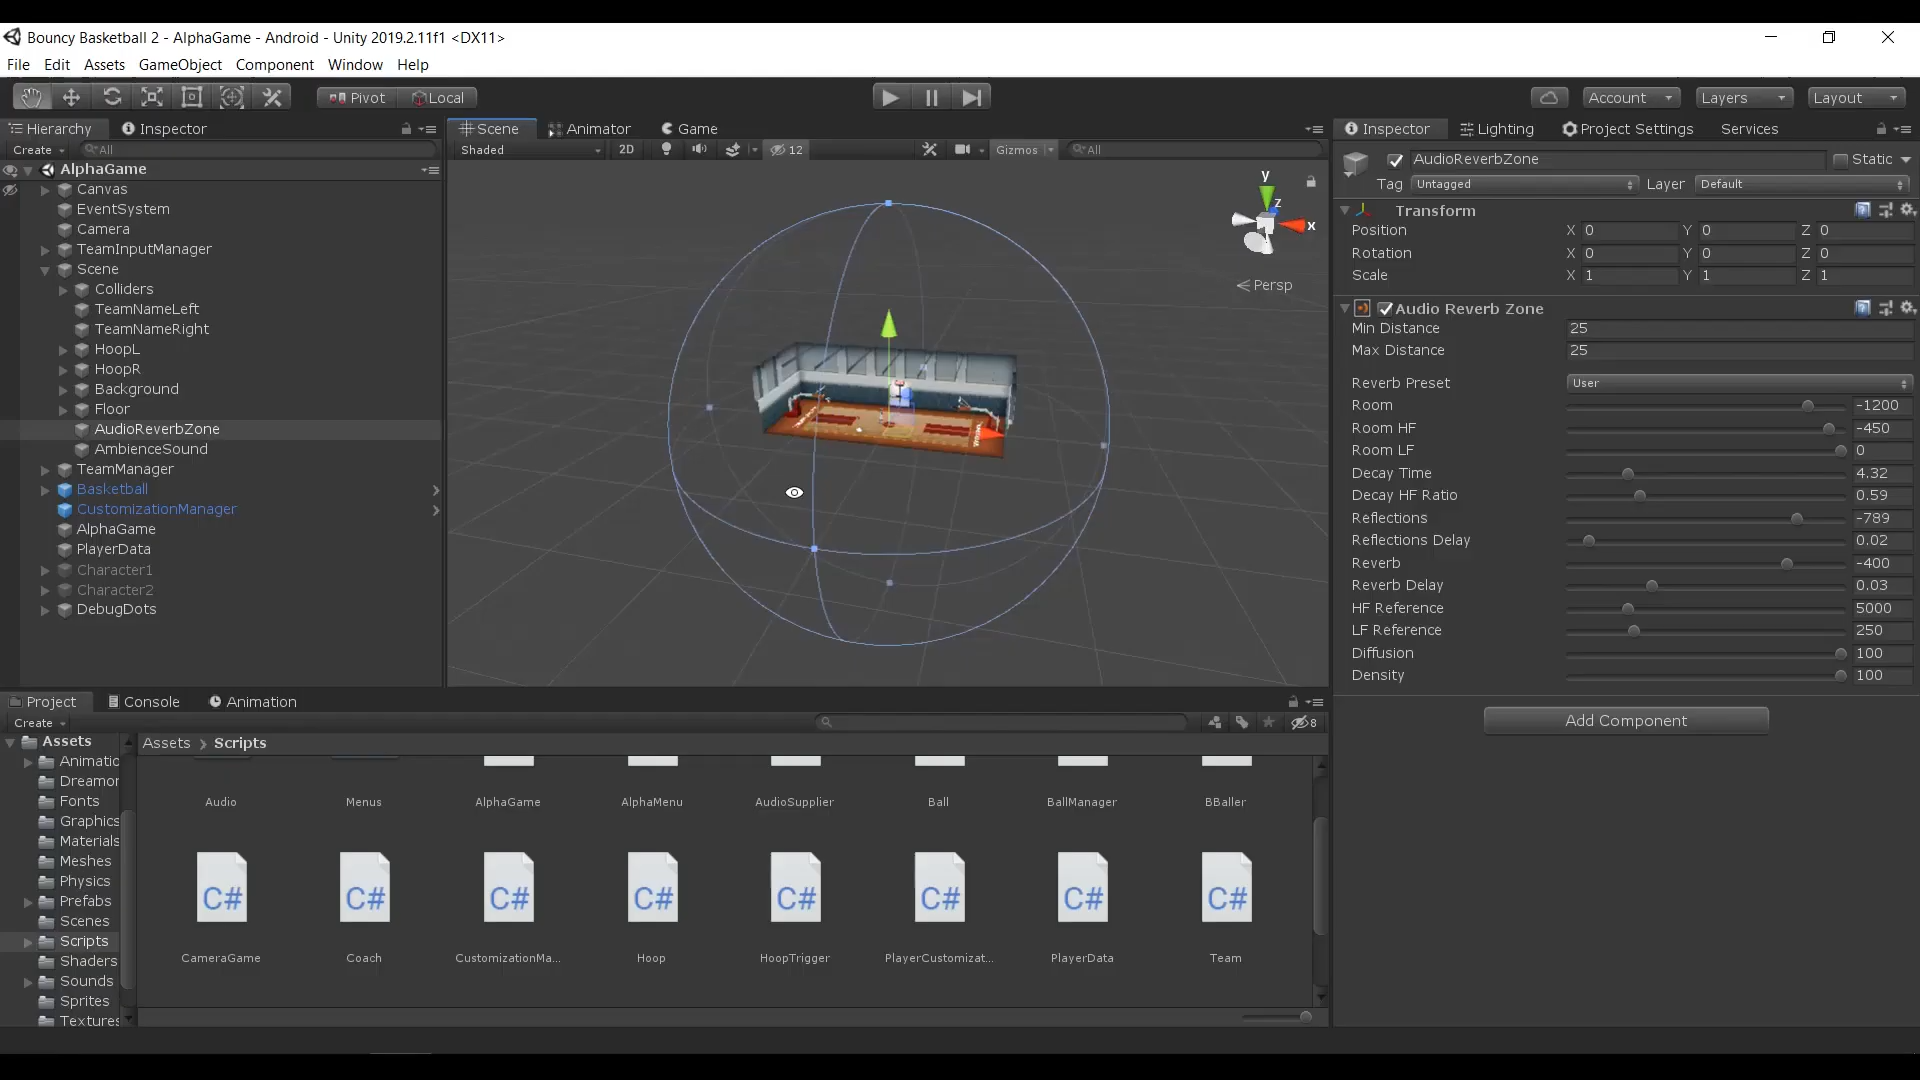 Bouncy Basketball 2 - AlphaGame - Android - Unity 2019.2.11f1 <DX11>
File Edit Assets GameObject Component Window Help
Pivot Local Account Layers Layout
Hierarchy Inspector
Create All
AlphaGame
Canvas
EventSystem
Camera
TeamInputManager
Scene
Colliders
TeamNameLeft
TeamNameRight
HoopL
HoopR
Background
Floor
AudioReverbZone
AmbienceSound
TeamManager
Basketball
CustomizationManager
AlphaGame
PlayerData
Character1
Character2
DebugDots
Scene Animator Game
Shaded 2D 12 Gizmos All
y
z
x
Persp
Inspector Lighting Project Settings Services
AudioReverbZone Static
Tag Untagged Layer Default
Transform
Position X 0 Y 0 Z 0
Rotation X 0 Y 0 Z 0
Scale X 1 Y 1 Z 1
Audio Reverb Zone
Min Distance 25
Max Distance 25
Reverb Preset User
Room -1200
Room HF -450
Room LF 0
Decay Time 4.32
Decay HF Ratio 0.59
Reflections -789
Reflections Delay 0.02
Reverb -400
Reverb Delay 0.03
HF Reference 5000
LF Reference 250
Diffusion 100
Density 100
Add Component
Project Console Animation
Create 8
Assets
Animatio
Dreamor
Fonts
Graphics
Materials
Meshes
Physics
Prefabs
Scenes
Scripts
Shaders
Sounds
Sprites
Textures
Assets > Scripts
Audio Menus AlphaGame AlphaMenu AudioSupplier Ball BallManager BBaller
C# C# C# C# C# C# C# C#
CameraGame Coach CustomizationMa... Hoop HoopTrigger PlayerCustomizat... PlayerData Team